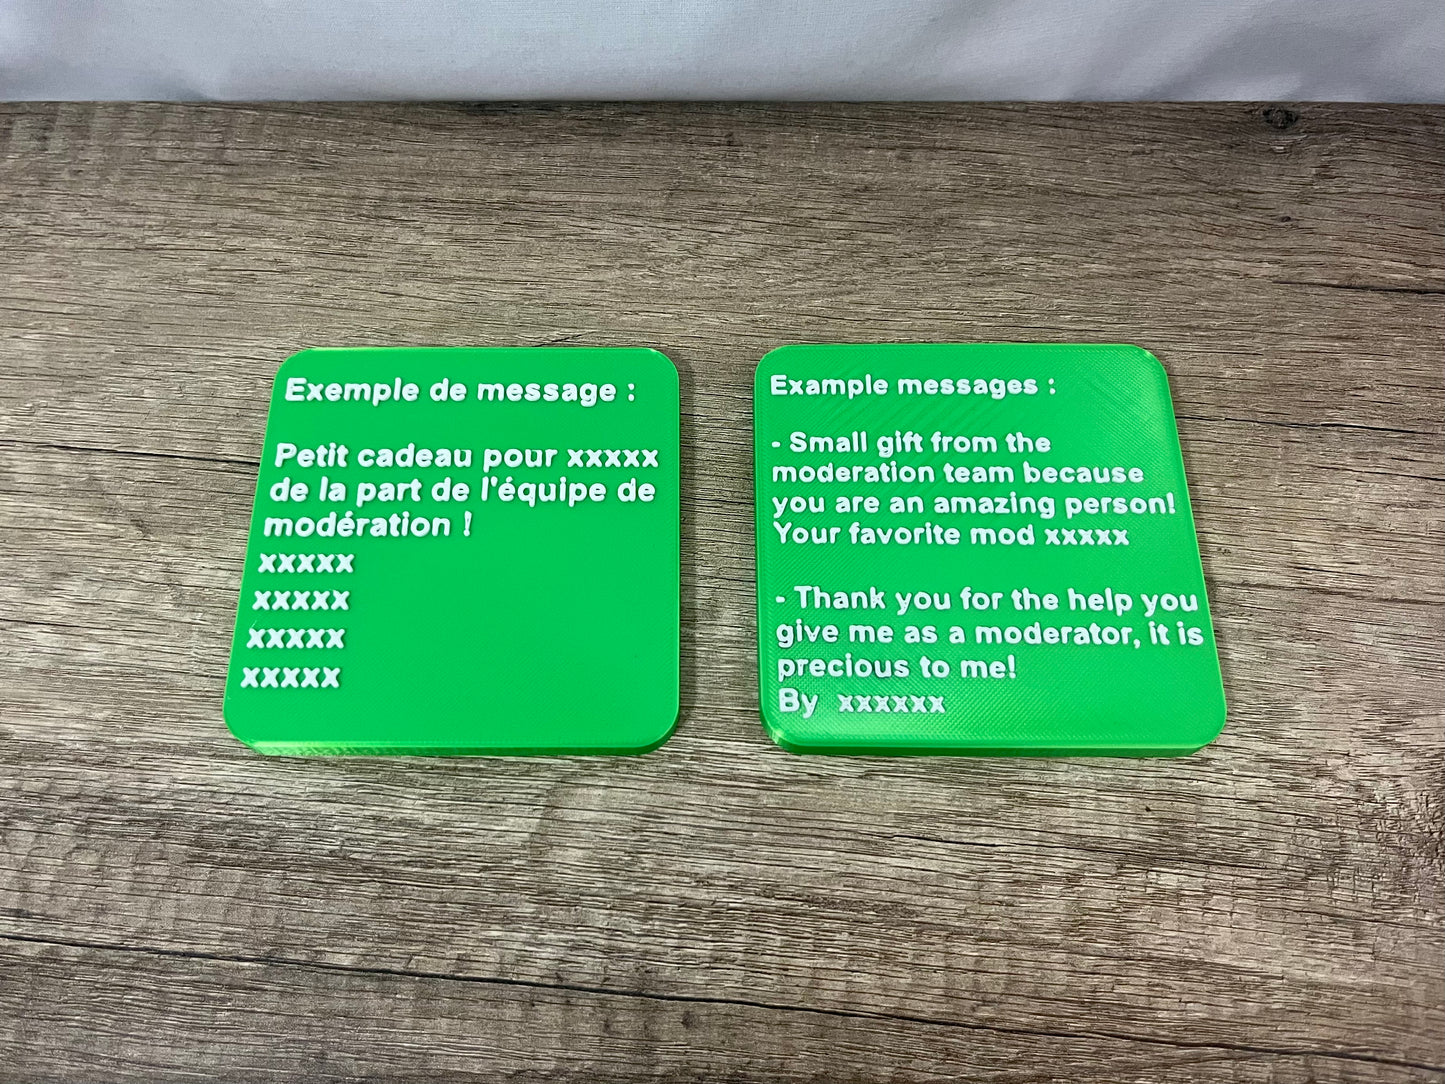 Exemple de message :
Petit cadeau pour xxxxx
de la part de l'équipe de
modération !
xxxxx
xxxxx
xxxxx
xxxxx
Example messages :
- Small gift from the
moderation team because
you are an amazing person!
Your favorite mod xxxxx
- Thank you for the help you
give me as a moderator, it is
precious to me!
By xxxxxx